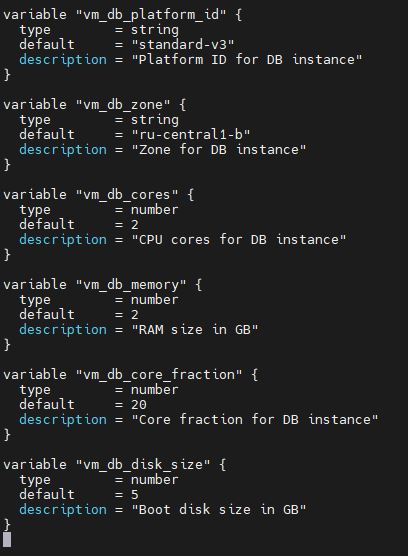 variable "vm_db_platform_id" {
  type        = string
  default     = "standard-v3"
  description = "Platform ID for DB instance"
}

variable "vm_db_zone" {
  type        = string
  default     = "ru-central1-b"
  description = "Zone for DB instance"
}

variable "vm_db_cores" {
  type        = number
  default     = 2
  description = "CPU cores for DB instance"
}

variable "vm_db_memory" {
  type        = number
  default     = 2
  description = "RAM size in GB"
}

variable "vm_db_core_fraction" {
  type        = number
  default     = 20
  description = "Core fraction for DB instance"
}

variable "vm_db_disk_size" {
  type        = number
  default     = 5
  description = "Boot disk size in GB"
}